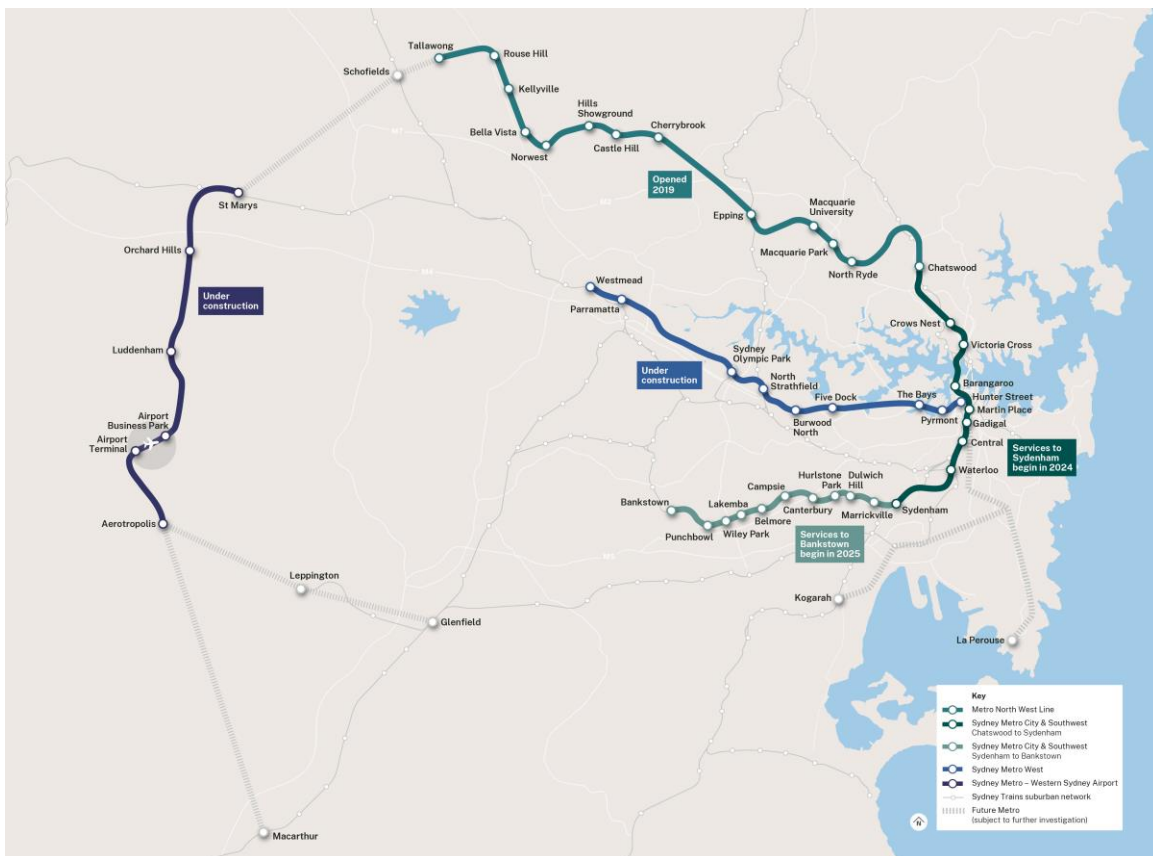 Tallawong
Rouse Hill
Schofields
Kellyville
Hills
Showground
Cherrybrook
Bella Vista
Castle Hill
Norwest
Opened
2019
St Marys
Epping
Macquarie
University
Macquarie Park
North Ryde
Chatswood
Orchard Hills
Westmead
Under
construction
Parramatta
Crows Nest
Victoria Cross
Luddenham
Sydney
Olympic Park
Under
construction
North
Strathfield
Barangaroo
Five Dock
The Bays
Hunter Street
Martin Place
Airport
Business Park
Burwood
North
Pyrmont
Gadigal
Airport
Terminal
Central
Services to
Sydenham
begin in 2024
Waterloo
Hurlstone
Park
Dulwich
Hill
Campsie
Bankstown
Lakemba
Canterbury
Sydenham
Marrickville
Belmore
Wiley Park
Punchbowl
Aerotropolis
Services to
Bankstown
begin in 2025
Leppington
Kogarah
Glenfield
La Perouse
Macarthur
Key
Metro North West Line
Sydney Metro City & Southwest
Chatswood to Sydenham
Sydney Metro City & Southwest
Sydenham to Bankstown
Sydney Metro West
Sydney Metro – Western Sydney Airport
Sydney Trains suburban network
Future Metro
(subject to further investigation)
N